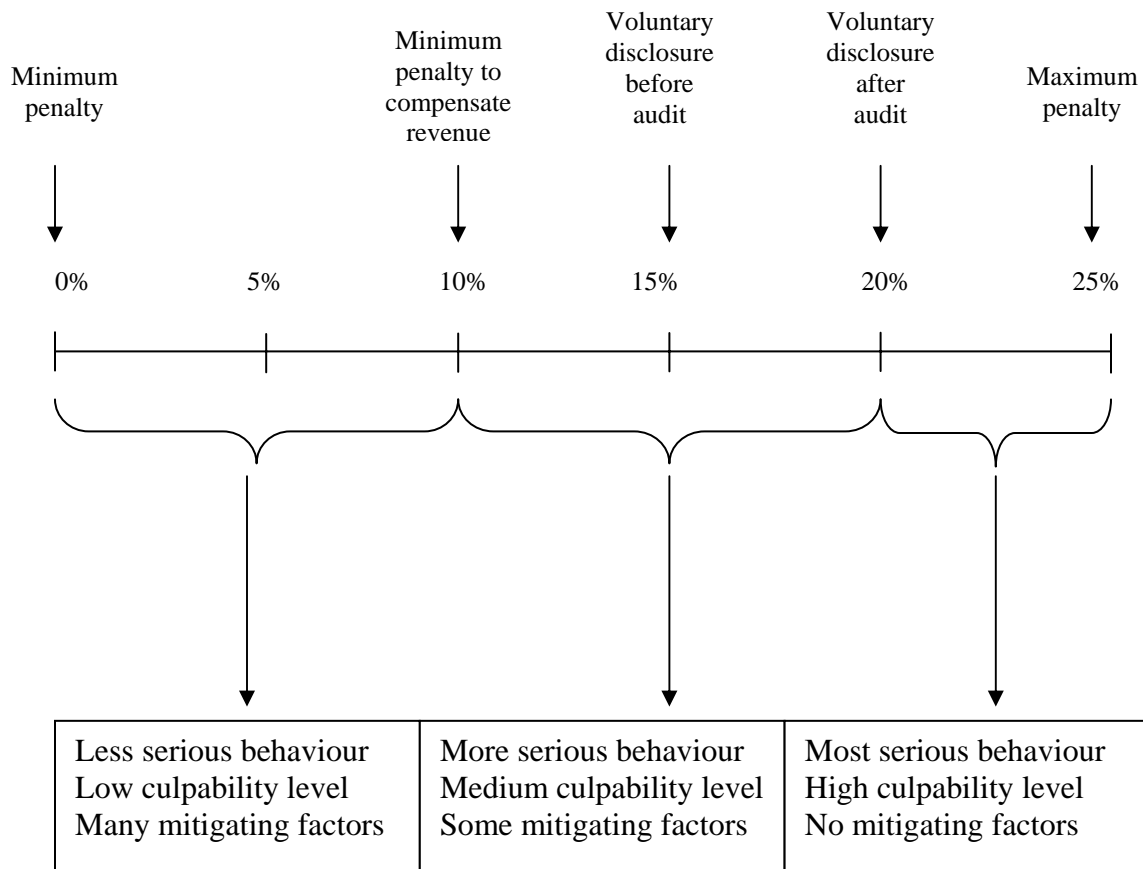 Minimum
penalty
Minimum
penalty to
compensate
revenue
Voluntary
disclosure
before
audit
Voluntary
disclosure
after
audit
Maximum
penalty
0%
5%
10%
15%
20%
25%
Less serious behaviour
Low culpability level
Many mitigating factors
More serious behaviour
Medium culpability level
Some mitigating factors
Most serious behaviour
High culpability level
No mitigating factors